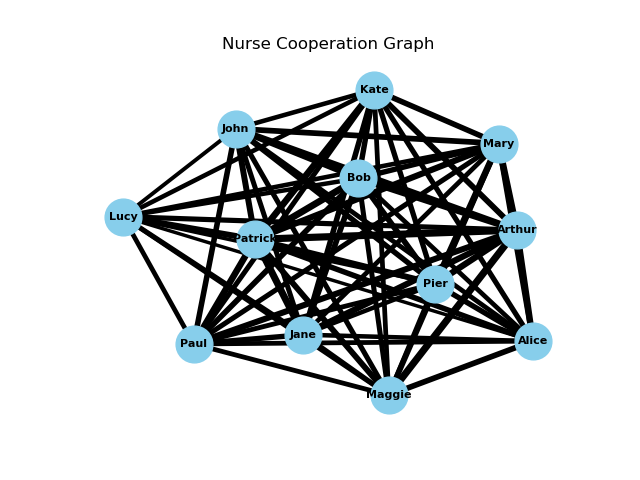 Nurse Cooperation Graph
Kate
John
Mary
Bob
Lucy
Arthur
Patrick
Pier
Jane
Paul
Alice
Maggie